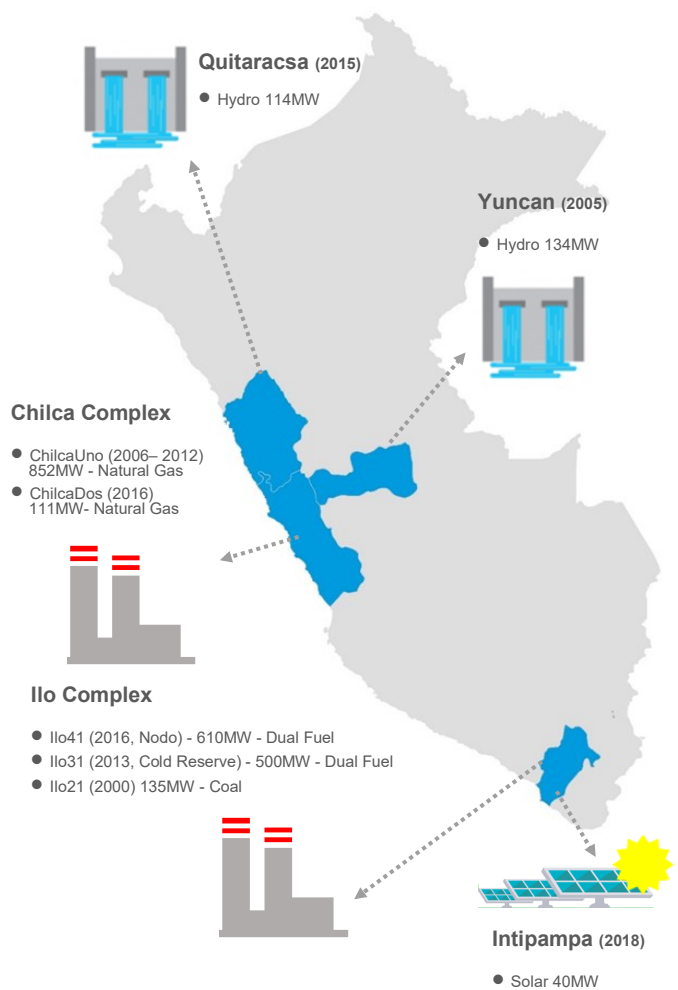 Quitaracsa (2015)
● Hydro 114MW
Yuncan (2005)
● Hydro 134MW
Chilca Complex
● ChilcaUno (2006– 2012)
852MW - Natural Gas
● ChilcaDos (2016)
111MW- Natural Gas
Ilo Complex
● Ilo41 (2016, Nodo) - 610MW - Dual Fuel
● Ilo31 (2013, Cold Reserve) - 500MW - Dual Fuel
● Ilo21 (2000) 135MW - Coal
Intipampa (2018)
● Solar 40MW